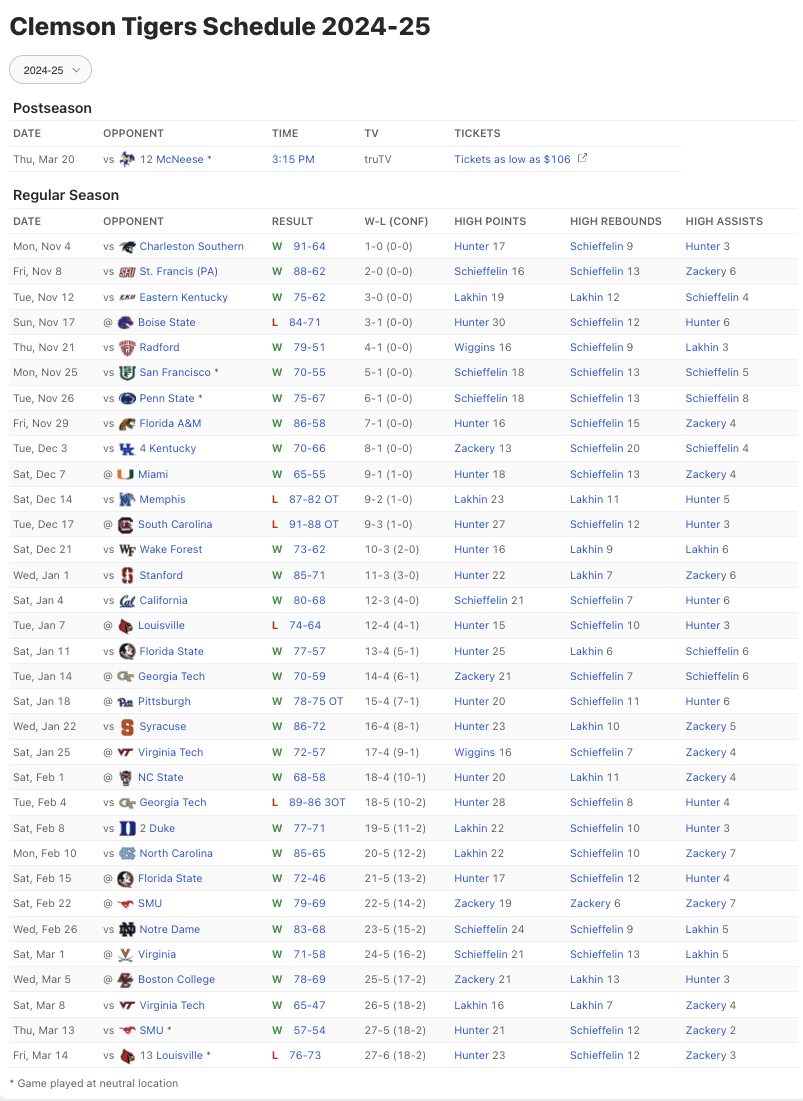 Clemson Tigers Schedule 2024-25
2024-25
Postseason
DATE OPPONENT TIME TV TICKETS
Thu, Mar 20 vs 12 McNeese * 3:15 PM truTV Tickets as low as $106
Regular Season
DATE OPPONENT RESULT W-L (CONF) HIGH POINTS HIGH REBOUNDS HIGH ASSISTS
Mon, Nov 4 vs Charleston Southern W 91-64 1-0 (0-0) Hunter 17 Schieffelin 9 Hunter 3
Fri, Nov 8 vs St. Francis (PA) W 88-62 2-0 (0-0) Schieffelin 16 Schieffelin 13 Zackery 6
Tue, Nov 12 vs EKU Eastern Kentucky W 75-62 3-0 (0-0) Lakhin 19 Lakhin 12 Schieffelin 4
Sun, Nov 17 @ Boise State L 84-71 3-1 (0-0) Hunter 30 Schieffelin 12 Hunter 6
Thu, Nov 21 vs Radford W 79-51 4-1 (0-0) Wiggins 16 Schieffelin 9 Lakhin 3
Mon, Nov 25 vs San Francisco * W 70-55 5-1 (0-0) Schieffelin 18 Schieffelin 13 Schieffelin 5
Tue, Nov 26 vs Penn State * W 75-67 6-1 (0-0) Schieffelin 18 Schieffelin 13 Schieffelin 8
Fri, Nov 29 vs Florida A&M W 86-58 7-1 (0-0) Hunter 16 Schieffelin 15 Zackery 4
Tue, Dec 3 vs UK 4 Kentucky W 70-66 8-1 (0-0) Zackery 13 Schieffelin 20 Schieffelin 4
Sat, Dec 7 @ Miami W 65-55 9-1 (1-0) Hunter 18 Schieffelin 13 Zackery 4
Sat, Dec 14 vs Memphis L 87-82 OT 9-2 (1-0) Lakhin 23 Lakhin 11 Hunter 5
Tue, Dec 17 @ South Carolina L 91-88 OT 9-3 (1-0) Hunter 27 Schieffelin 12 Hunter 3
Sat, Dec 21 vs WF Wake Forest W 73-62 10-3 (2-0) Hunter 16 Lakhin 9 Lakhin 6
Wed, Jan 1 vs S Stanford W 85-71 11-3 (3-0) Hunter 22 Lakhin 7 Zackery 6
Sat, Jan 4 vs Cal California W 80-68 12-3 (4-0) Schieffelin 21 Schieffelin 7 Hunter 6
Tue, Jan 7 @ Louisville L 74-64 12-4 (4-1) Hunter 15 Schieffelin 10 Hunter 3
Sat, Jan 11 vs Florida State W 77-57 13-4 (5-1) Hunter 25 Lakhin 6 Schieffelin 6
Tue, Jan 14 @ GT Georgia Tech W 70-59 14-4 (6-1) Zackery 21 Schieffelin 7 Schieffelin 6
Sat, Jan 18 @ Pitt Pittsburgh W 78-75 OT 15-4 (7-1) Hunter 20 Schieffelin 11 Hunter 6
Wed, Jan 22 vs S Syracuse W 86-72 16-4 (8-1) Hunter 23 Lakhin 10 Zackery 5
Sat, Jan 25 @ VT Virginia Tech W 72-57 17-4 (9-1) Wiggins 16 Schieffelin 7 Zackery 4
Sat, Feb 1 @ NC State W 68-58 18-4 (10-1) Hunter 20 Lakhin 11 Zackery 4
Tue, Feb 4 vs GT Georgia Tech L 89-86 3OT 18-5 (10-2) Hunter 28 Schieffelin 8 Hunter 4
Sat, Feb 8 vs D 2 Duke W 77-71 19-5 (11-2) Lakhin 22 Schieffelin 10 Hunter 3
Mon, Feb 10 vs NC North Carolina W 85-65 20-5 (12-2) Lakhin 22 Schieffelin 10 Zackery 7
Sat, Feb 15 @ Florida State W 72-46 21-5 (13-2) Hunter 17 Schieffelin 12 Hunter 4
Sat, Feb 22 @ SMU W 79-69 22-5 (14-2) Zackery 19 Zackery 6 Zackery 7
Wed, Feb 26 vs ND Notre Dame W 83-68 23-5 (15-2) Schieffelin 24 Schieffelin 9 Lakhin 5
Sat, Mar 1 @ V Virginia W 71-58 24-5 (16-2) Schieffelin 21 Schieffelin 13 Lakhin 5
Wed, Mar 5 @ BC Boston College W 78-69 25-5 (17-2) Zackery 21 Lakhin 13 Hunter 3
Sat, Mar 8 vs VT Virginia Tech W 65-47 26-5 (18-2) Lakhin 16 Lakhin 7 Zackery 4
Thu, Mar 13 vs SMU * W 57-54 27-5 (18-2) Hunter 21 Schieffelin 12 Zackery 2
Fri, Mar 14 vs 13 Louisville * L 76-73 27-6 (18-2) Hunter 23 Schieffelin 12 Zackery 3
* Game played at neutral location